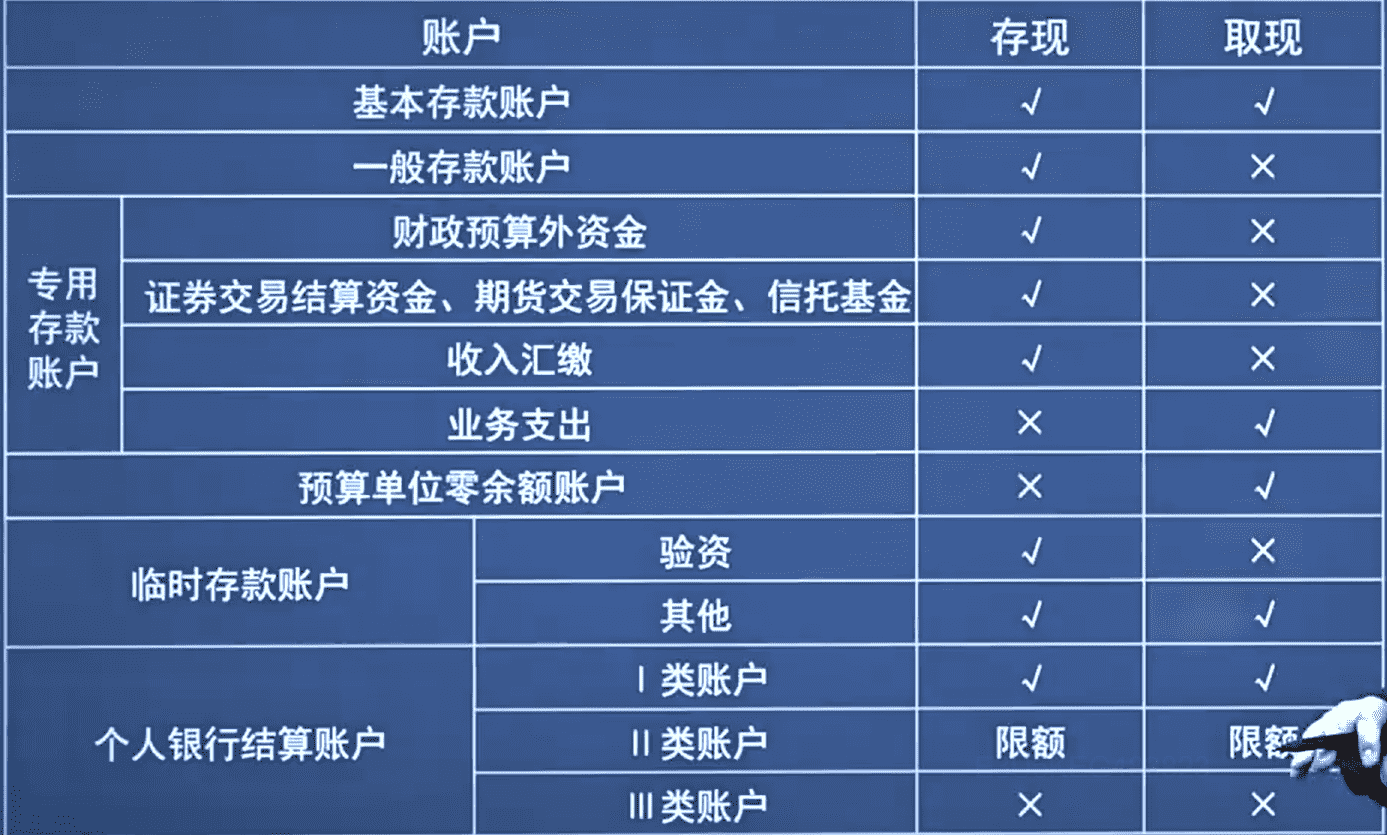 账户 存现 取现
基本存款账户 √ √
一般存款账户 √ ×
专用
存款
账户
财政预算外资金 √ ×
证券交易结算资金、期货交易保证金、信托基金 √ ×
收入汇缴 √ ×
业务支出 × √
预算单位零余额账户 × √
临时存款账户
验资 √ ×
其他 √ √
个人银行结算账户
Ⅰ类账户 √ √
Ⅱ类账户 限额 限额
Ⅲ类账户 × ×